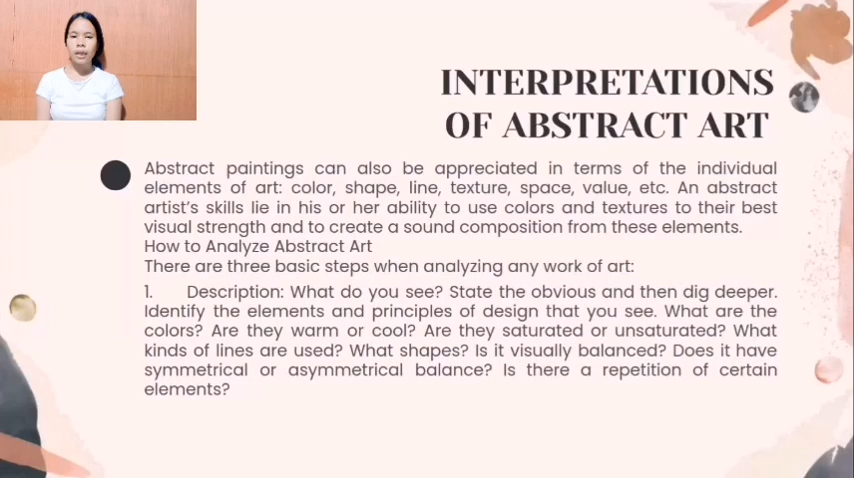 INTERPRETATIONS
OF ABSTRACT ART
Abstract paintings can also be appreciated in terms of the individual
elements of art: color, shape, line, texture, space, value, etc. An abstract
artist's skills lie in his or her ability to use colors and textures to their best
visual strength and to create a sound composition from these elements.
How to Analyze Abstract Art
There are three basic steps when analyzing any work of art:
1. Description: What do you see? State the obvious and then dig deeper.
Identify the elements and principles of design that you see. What are the
colors? Are they warm or cool? Are they saturated or unsaturated? What
kinds of lines are used? What shapes? Is it visually balanced? Does it have
symmetrical or asymmetrical balance? Is there a repetition of certain
elements?